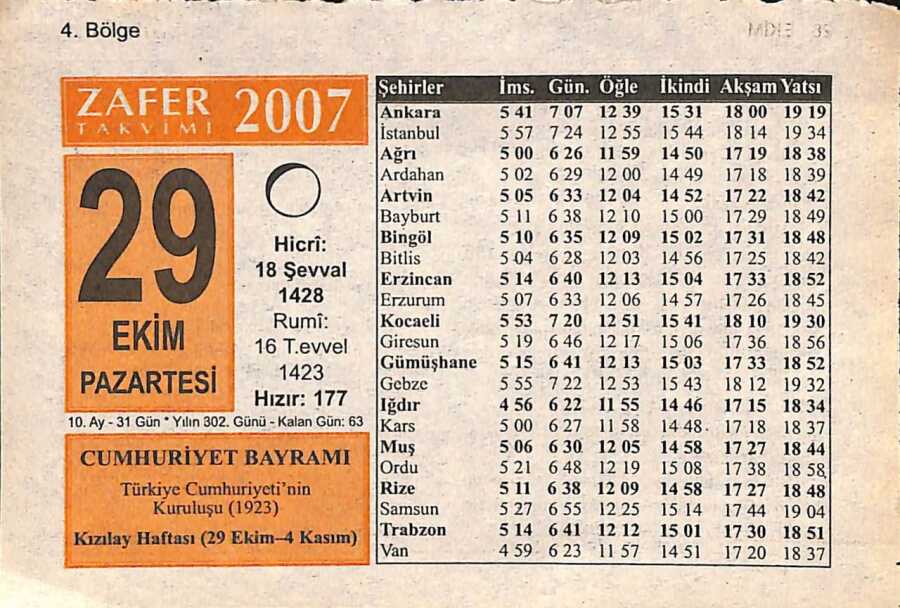 4. Bölge
ZAFER
TAKVİMİ
2007
29
EKİM
PAZARTESİ
Hicrî:
18 Şevval
1428
Rumî:
16 T.evvel
1423
Hızır: 177
10. Ay - 31 Gün * Yılın 302. Günü - Kalan Gün: 63
CUMHURİYET BAYRAMI
Türkiye Cumhuriyeti'nin
Kuruluşu (1923)
Kızılay Haftası (29 Ekim–4 Kasım)
Şehirler İms. Gün. Öğle İkindi Akşam Yatsı
Ankara 5 41 7 07 12 39 15 31 18 00 19 19
İstanbul 5 57 7 24 12 55 15 44 18 14 19 34
Ağrı 5 00 6 26 11 59 14 50 17 19 18 38
Ardahan 5 02 6 29 12 00 14 49 17 18 18 39
Artvin 5 05 6 33 12 04 14 52 17 22 18 42
Bayburt 5 11 6 38 12 10 15 00 17 29 18 49
Bingöl 5 10 6 35 12 09 15 02 17 31 18 48
Bitlis 5 04 6 28 12 03 14 56 17 25 18 42
Erzincan 5 14 6 40 12 13 15 04 17 33 18 52
Erzurum 5 07 6 33 12 06 14 57 17 26 18 45
Kocaeli 5 53 7 20 12 51 15 41 18 10 19 30
Giresun 5 19 6 46 12 17 15 06 17 36 18 56
Gümüşhane 5 15 6 41 12 13 15 03 17 33 18 52
Gebze 5 55 7 22 12 53 15 43 18 12 19 32
Iğdır 4 56 6 22 11 55 14 46 17 15 18 34
Kars 5 00 6 27 11 58 14 48 17 18 18 37
Muş 5 06 6 30 12 05 14 58 17 27 18 44
Ordu 5 21 6 48 12 19 15 08 17 38 18 58
Rize 5 11 6 38 12 09 14 58 17 27 18 48
Samsun 5 27 6 55 12 25 15 14 17 44 19 04
Trabzon 5 14 6 41 12 12 15 01 17 30 18 51
Van 4 59 6 23 11 57 14 51 17 20 18 37